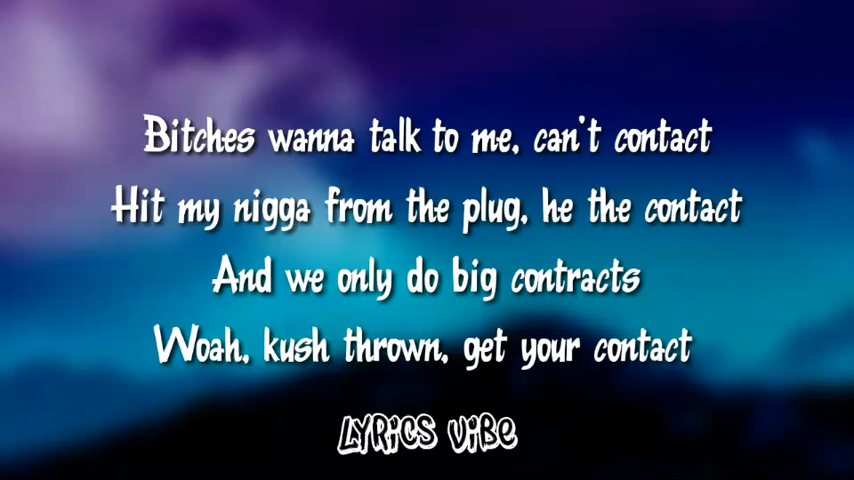 Bitches wanna talk to me, can't contact
Hit my nigga from the plug, he the contact
And we only do big contracts
Woah, kush thrown, get your contact
LYRICS ViBE